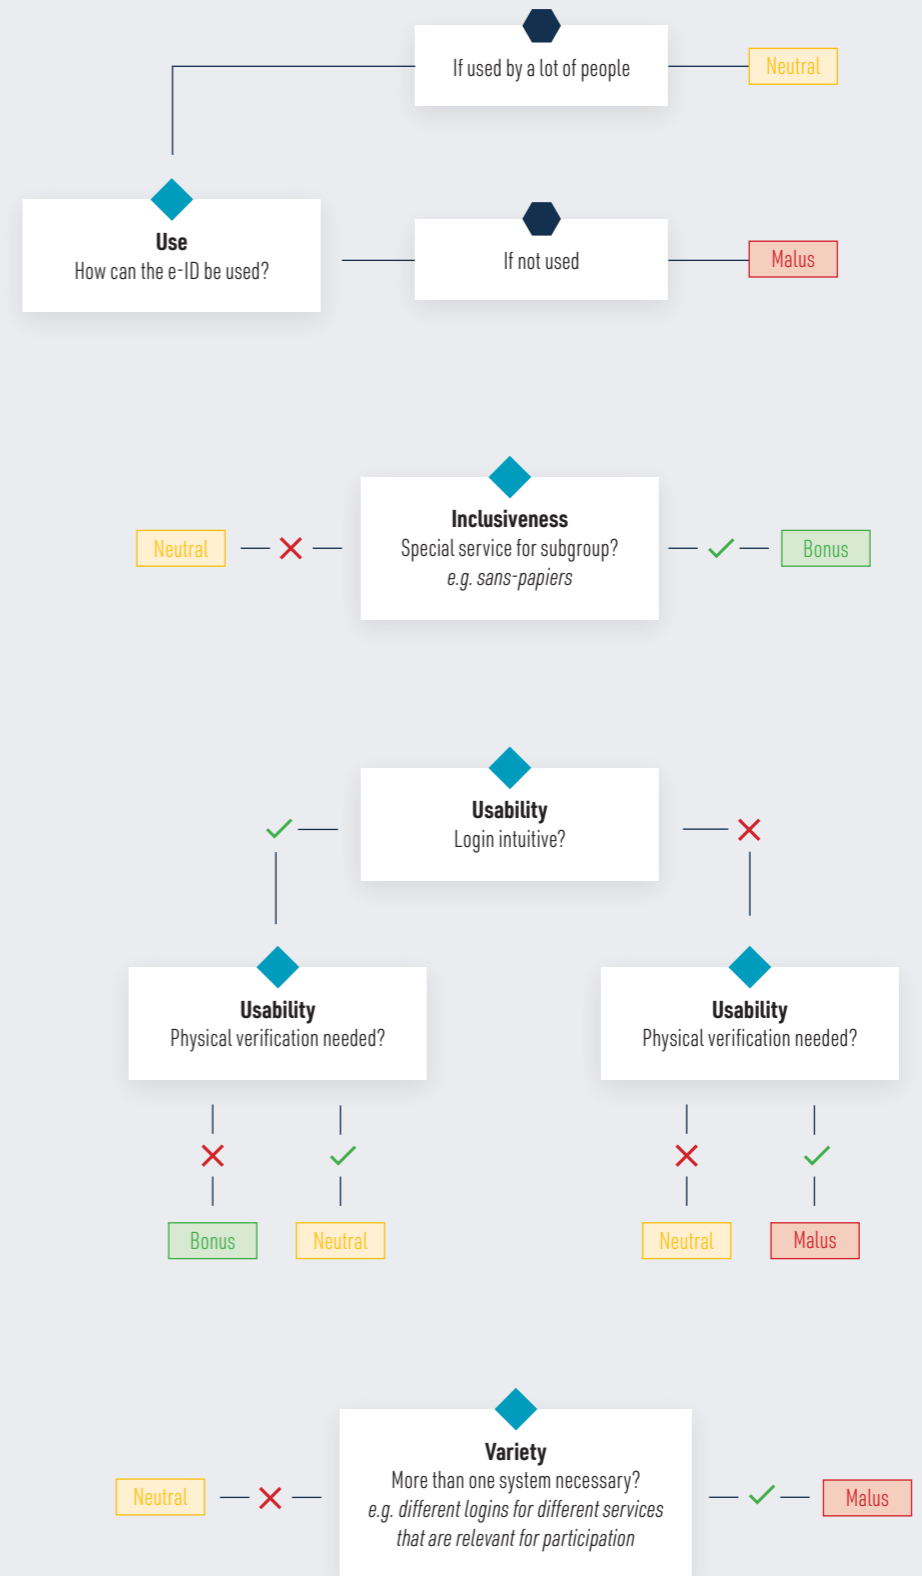 If used by a lot of people
Neutral
Use
How can the e-ID be used?
If not used
Malus
Inclusiveness
Special service for subgroup?
e.g. sans-papiers
Neutral
Bonus
Usability
Login intuitive?
Usability
Physical verification needed?
Usability
Physical verification needed?
Bonus
Neutral
Neutral
Malus
Variety
More than one system necessary?
e.g. different logins for different services
that are relevant for participation
Neutral
Malus